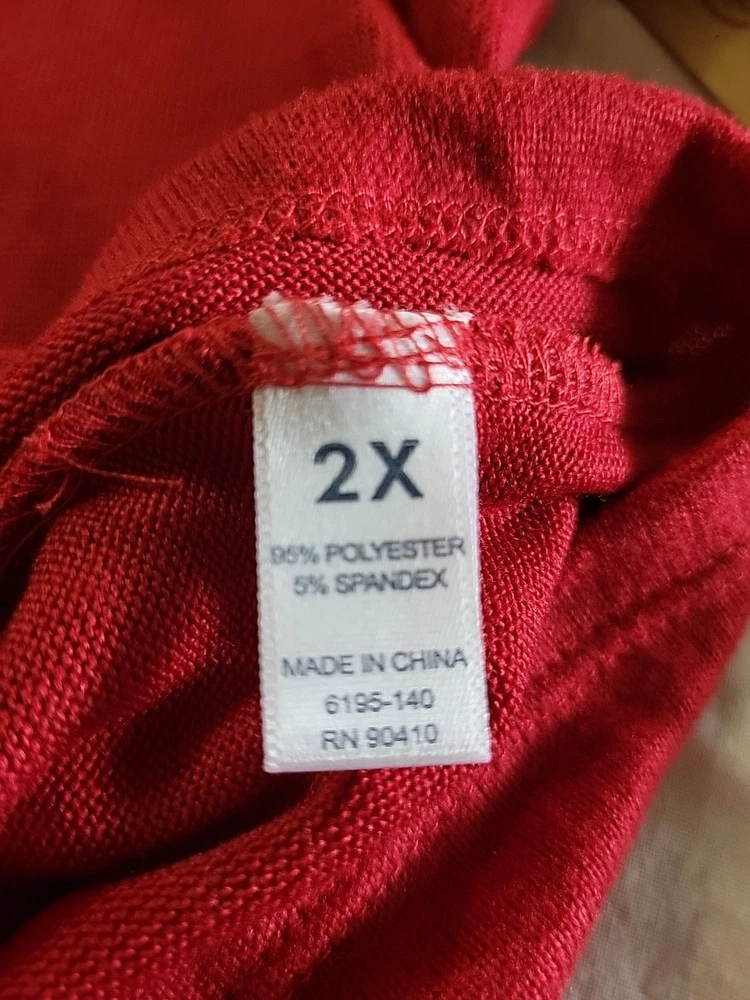 2X
95% POLYESTER
5% SPANDEX
MADE IN CHINA
6195-140
RN 90410